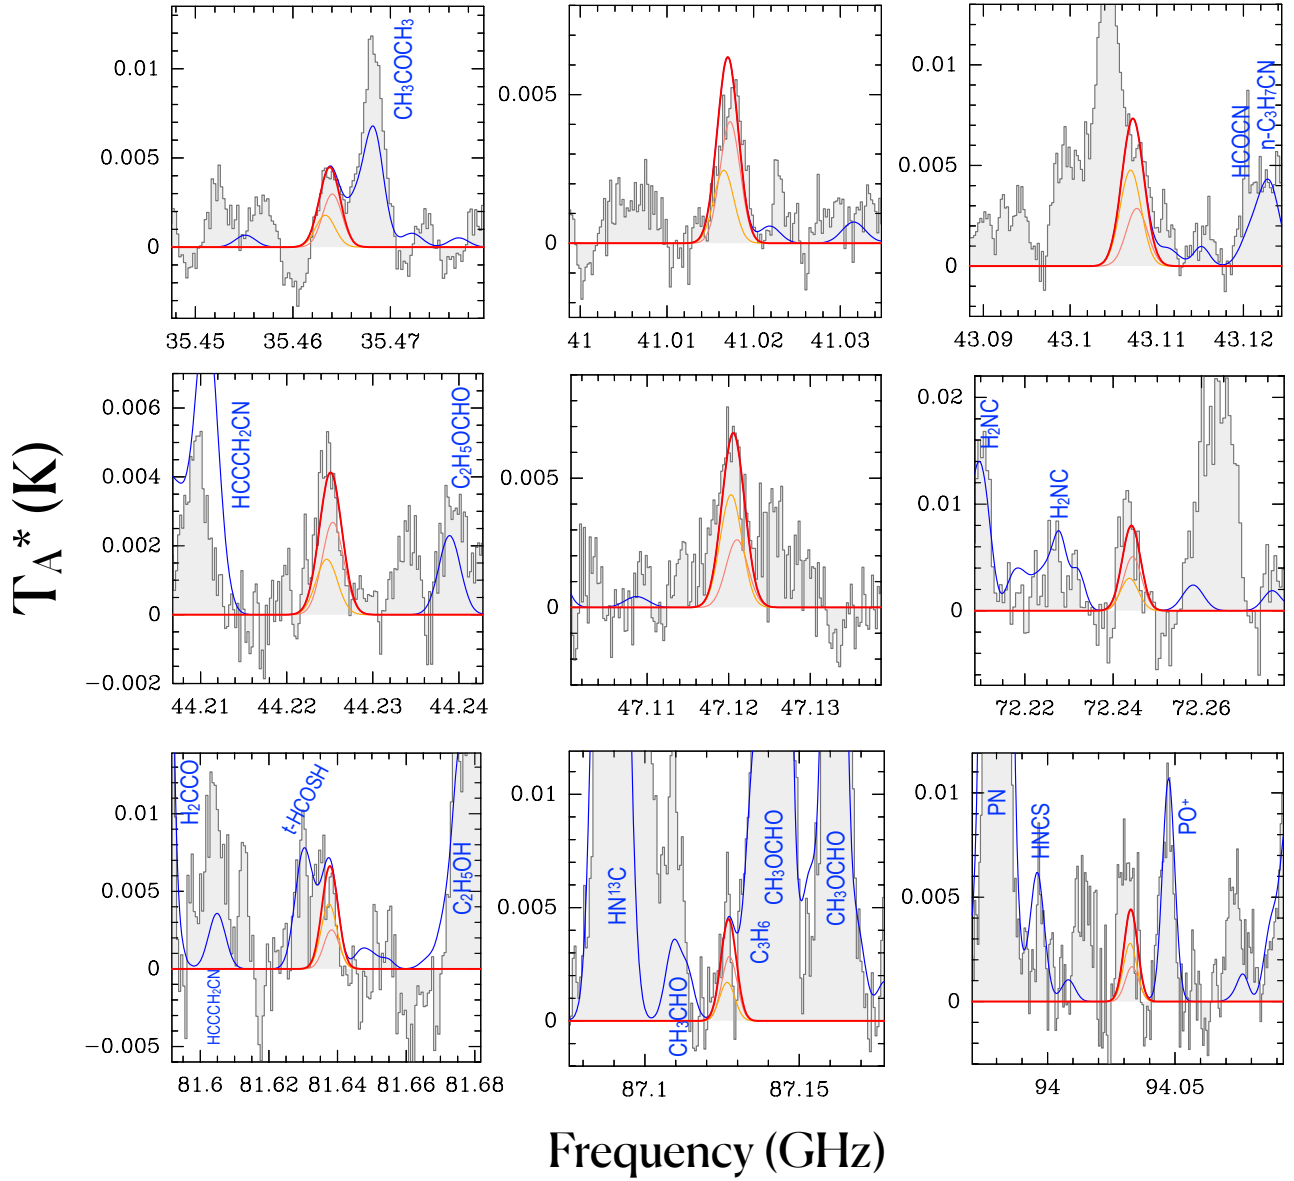 0.01
0.005
0
CH₃COCH₃
35.45 35.46 35.47
0.005
0
41 41.01 41.02 41.03
0.01
0.005
0
HCOCN
n-C₃H₇CN
43.09 43.1 43.11 43.12
0.006
0.004
0.002
0
−0.002
HCCCH₂CN
C₂H₅OCHO
44.21 44.22 44.23 44.24
0.005
0
47.11 47.12 47.13
0.02
0.01
0
H₂NC
H₂NC
72.22 72.24 72.26
0.01
0.005
0
−0.005
H₂CCO
HCCCH₂CN
t-HCOSH
C₂H₅OH
81.6 81.62 81.64 81.66 81.68
0.01
0.005
0
HN¹³C
CH₃CHO
C₃H₆
CH₃OCHO
CH₃OCHO
87.1 87.15
0.01
0.005
0
PN
HNCS
PO⁺
94 94.05
T_A* (K)
Frequency (GHz)